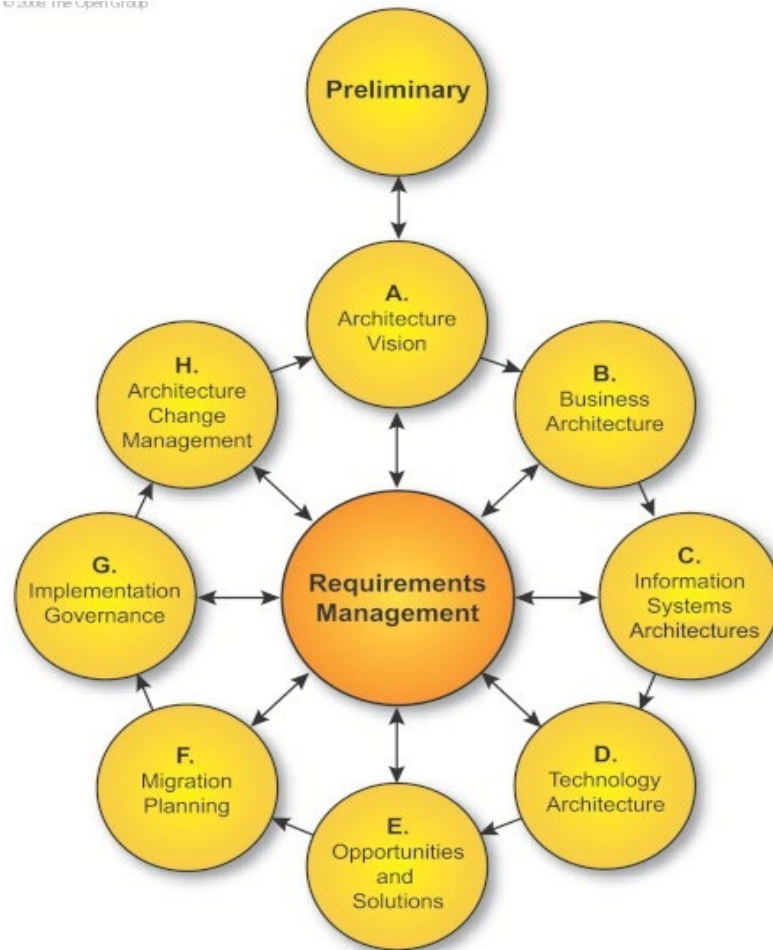 © 2008 The Open Group
Preliminary
A.
Architecture
Vision
B.
Business
Architecture
C.
Information
Systems
Architectures
D.
Technology
Architecture
E.
Opportunities
and
Solutions
F.
Migration
Planning
G.
Implementation
Governance
H.
Architecture
Change
Management
Requirements
Management